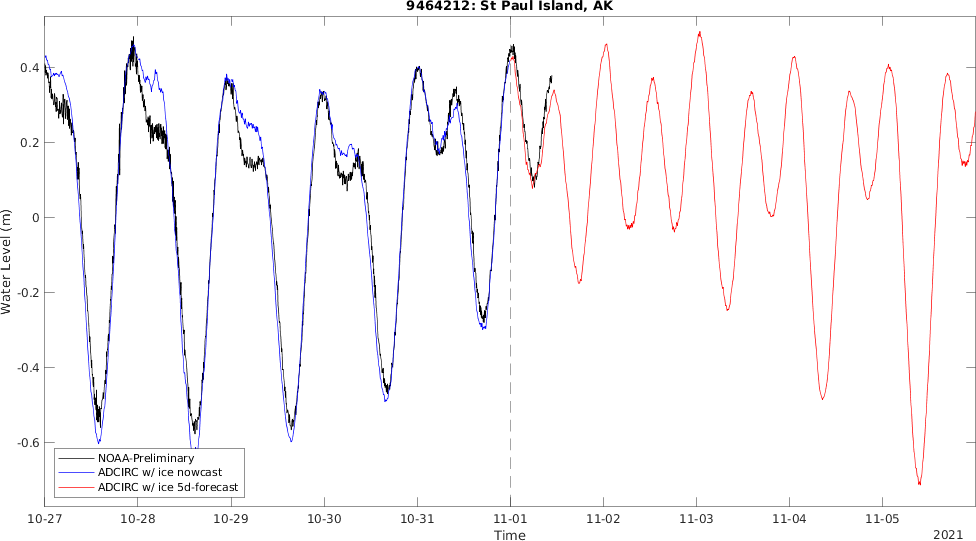 9464212: St Paul Island, AK
Water Level (m)
0.4
0.2
0
-0.2
-0.4
-0.6
NOAA-Preliminary
ADCIRC w/ ice nowcast
ADCIRC w/ ice 5d-forecast
10-27 10-28 10-29 10-30 10-31 11-01 11-02 11-03 11-04 11-05
Time
2021